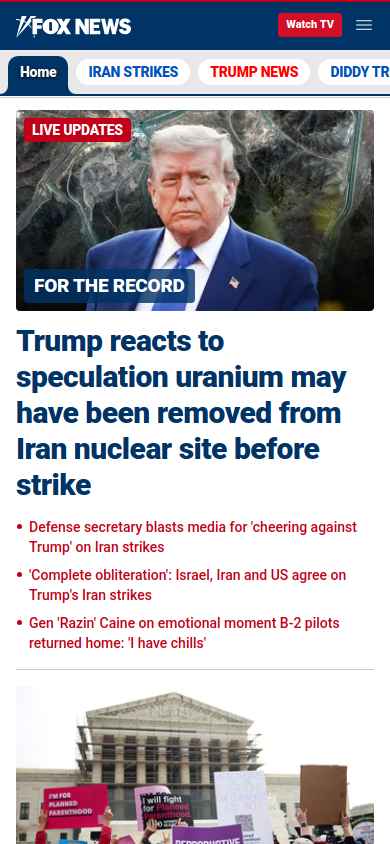 FOX NEWS
Watch TV
Home
IRAN STRIKES
TRUMP NEWS
DIDDY TR
LIVE UPDATES
FOR THE RECORD
Trump reacts to
speculation uranium may
have been removed from
Iran nuclear site before
strike
Defense secretary blasts media for 'cheering against
Trump' on Iran strikes
'Complete obliteration': Israel, Iran and US agree on
Trump's Iran strikes
Gen 'Razin' Caine on emotional moment B-2 pilots
returned home: 'I have chills'
I'M FOR
PLANNED
PARENTHOOD
I will fight
for Planned
Parenthood
REPRODUCTIVE